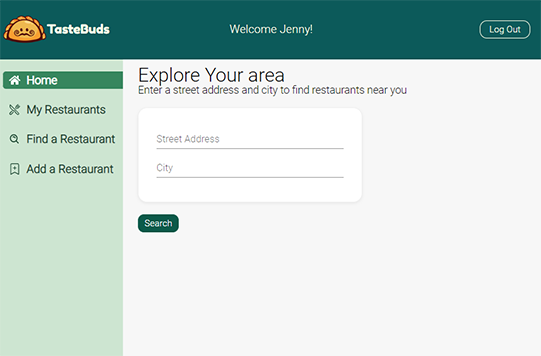 TasteBuds
Welcome Jenny!
Log Out
Home
My Restaurants
Find a Restaurant
Add a Restaurant
Explore Your area
Enter a street address and city to find restaurants near you
Street Address
City
Search